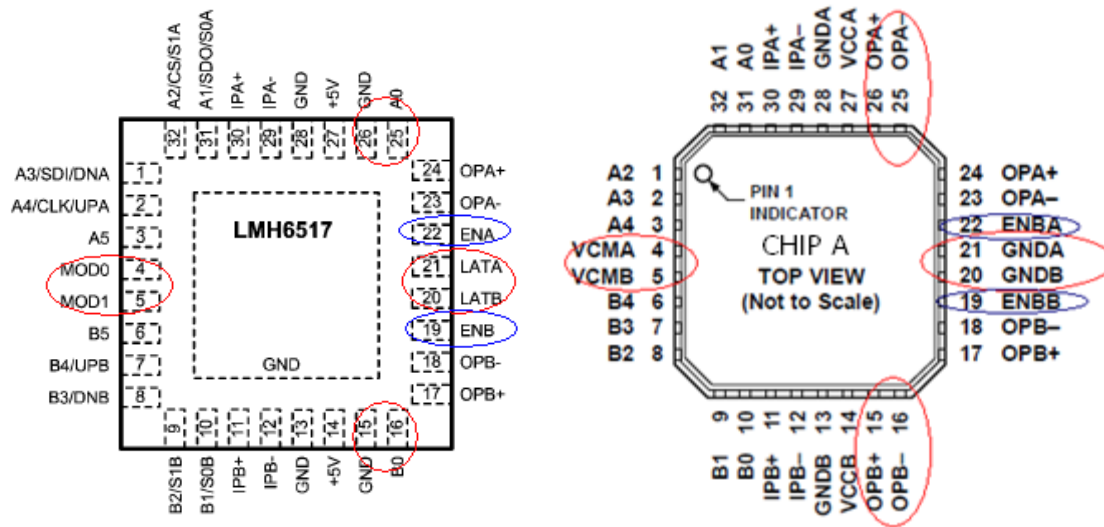 A2/CS/S1A
A1/SDO/S0A
IPA+
IPA-
GND
+5V
GND
A0
32
31
30
29
28
27
26
25
A3/SDI/DNA 1
A4/CLK/UPA 2
A5 3
MOD0 4
MOD1 5
B5 6
B4/UPB 7
B3/DNB 8
LMH6517
GND
24 OPA+
23 OPA-
22 ENA
21 LATA
20 LATB
19 ENB
18 OPB-
17 OPB+
9
10
11
12
13
14
15
16
B2/S1B
B1/S0B
IPB+
IPB-
GND
+5V
GND
B0
A1
A0
IPA+
IPA–
GNDA
VCCA
OPA+
OPA–
32
31
30
29
28
27
26
25
A2 1
A3 2
A4 3
VCMA 4
VCMB 5
B4 6
B3 7
B2 8
PIN 1
INDICATOR
CHIP A
TOP VIEW
(Not to Scale)
24 OPA+
23 OPA–
22 ENBA
21 GNDA
20 GNDB
19 ENBB
18 OPB–
17 OPB+
9
10
11
12
13
14
15
16
B1
B0
IPB+
IPB–
GNDB
VCCB
OPB+
OPB–